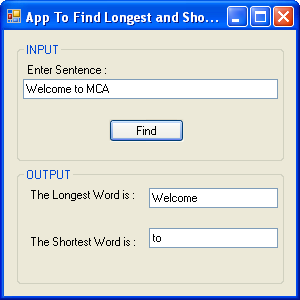 App To Find Longest and Sho...
INPUT
Enter Sentence :
Welcome to MCA
Find
OUTPUT
The Longest Word is :
Welcome
The Shortest Word is :
to